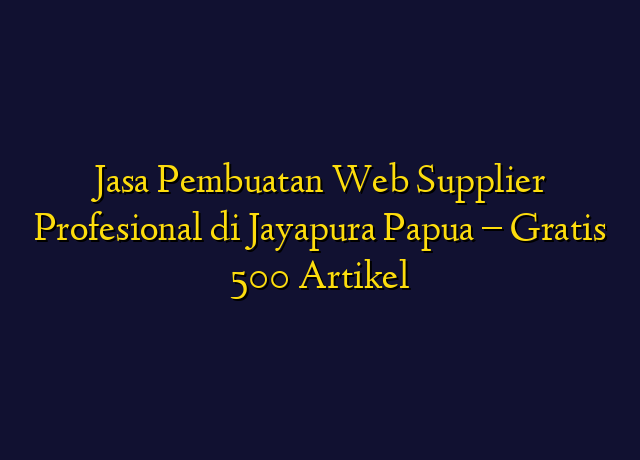 Jasa Pembuatan Web Supplier
Profesional di Jayapura Papua – Gratis
500 Artikel